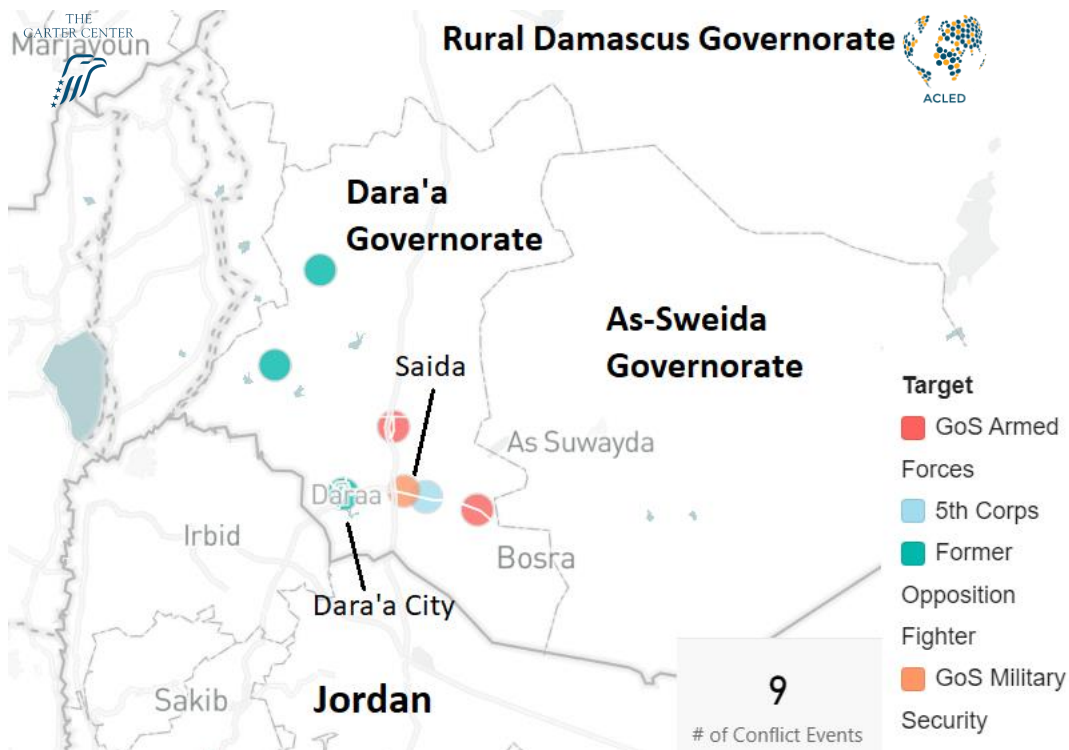 THE
CARTER CENTER
Marjayoun
Rural Damascus Governorate
ACLED
Dara'a
Governorate
As-Sweida
Governorate
Saida
As Suwayda
Daraa
Irbid
Bosra
Dara'a City
Sakib
Jordan
9
# of Conflict Events
Target
GoS Armed
Forces
5th Corps
Former
Opposition
Fighter
GoS Military
Security